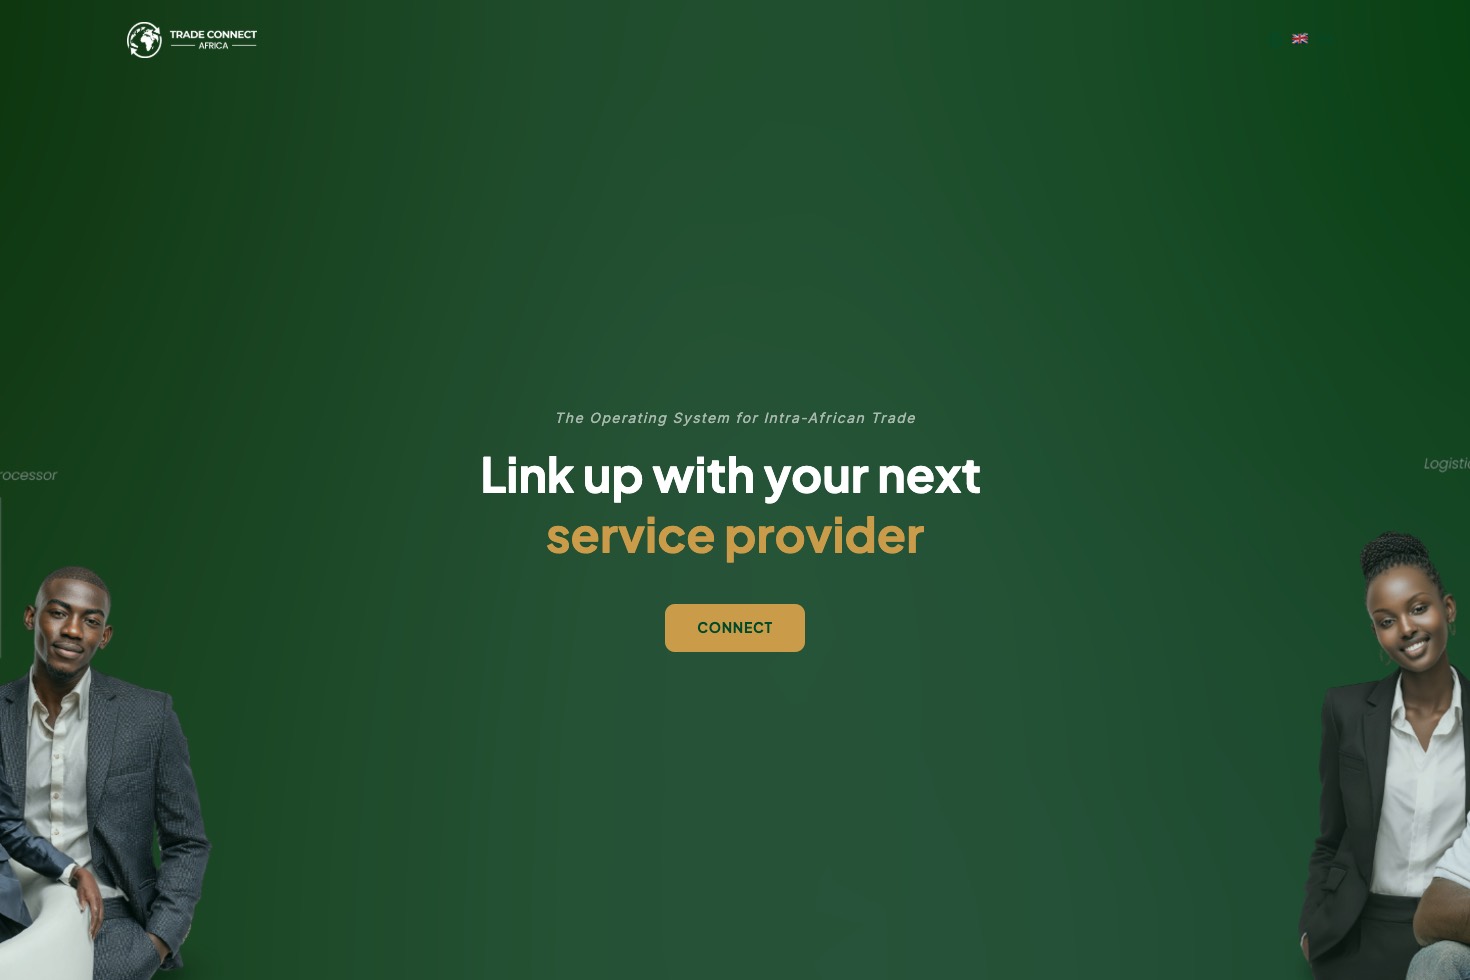 TRADE CONNECT
AFRICA
The Operating System for Intra-African Trade
Link up with your next
service provider
CONNECT
rocessor
Logistic